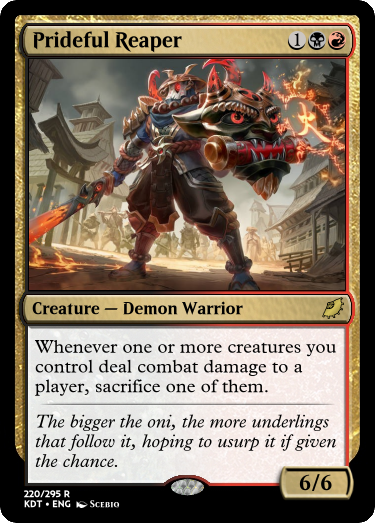 Prideful Reaper
1
火
Creature — Demon Warrior
Whenever one or more creatures you
control deal combat damage to a
player, sacrifice one of them.
The bigger the oni, the more underlings
that follow it, hoping to usurp it if given
the chance.
6/6
220/295 R
KDT • ENG Scebio